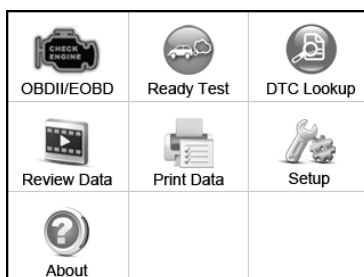 CHECK
ENGINE
OBDII/EOBD
Ready Test
DTC Lookup
Review Data
Print Data
Setup
About